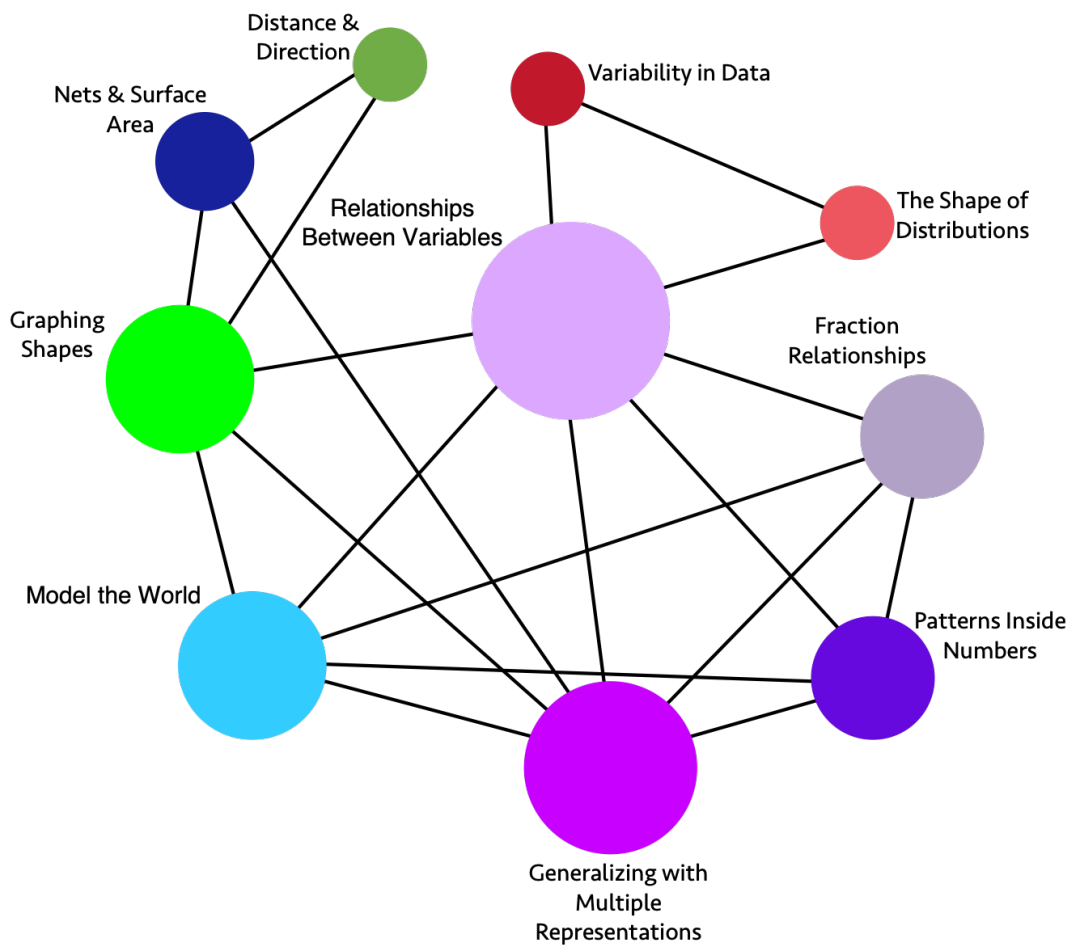 Distance &
Direction
Variability in Data
Nets & Surface
Area
The Shape of
Distributions
Relationships
Between Variables
Graphing
Shapes
Fraction
Relationships
Model the World
Patterns Inside
Numbers
Generalizing with
Multiple
Representations